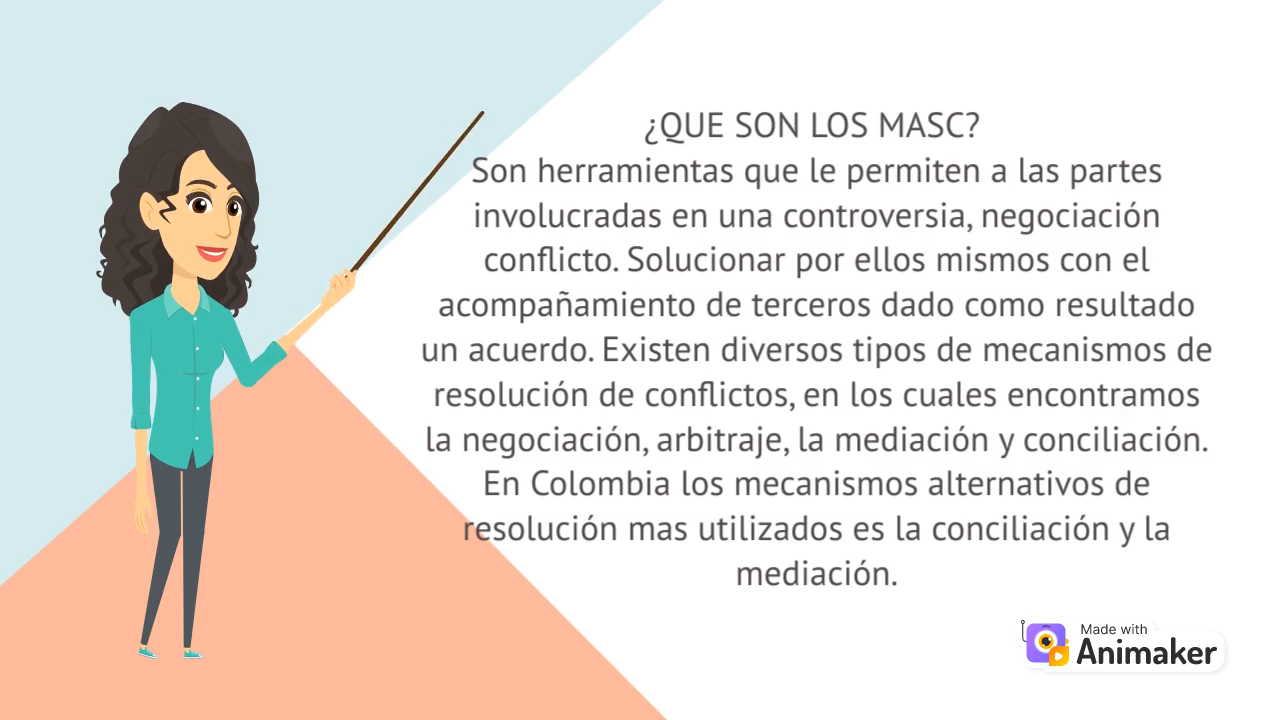 ¿QUE SON LOS MASC?
Son herramientas que le permiten a las partes
involucradas en una controversia, negociación
conflicto. Solucionar por ellos mismos con el
acompañamiento de terceros dado como resultado
un acuerdo. Existen diversos tipos de mecanismos de
resolución de conflictos, en los cuales encontramos
la negociación, arbitraje, la mediación y conciliación.
En Colombia los mecanismos alternativos de
resolución mas utilizados es la conciliación y la
mediación.
Made with
Animaker